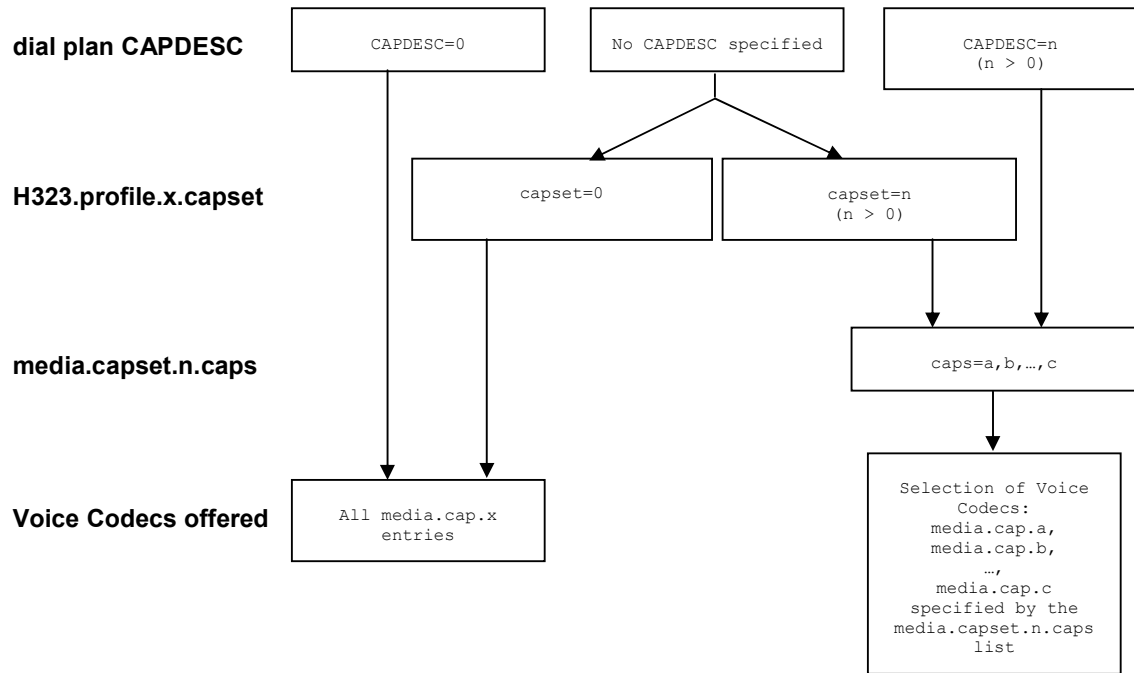 dial plan CAPDESC
CAPDESC=0
No CAPDESC specified
CAPDESC=n
(n > 0)
H323.profile.x.capset
capset=0
capset=n
(n > 0)
media.capset.n.caps
caps=a,b,…,c
Voice Codecs offered
All media.cap.x
entries
Selection of Voice
Codecs:
media.cap.a,
media.cap.b,
…,
media.cap.c
specified by the
media.capset.n.caps
list